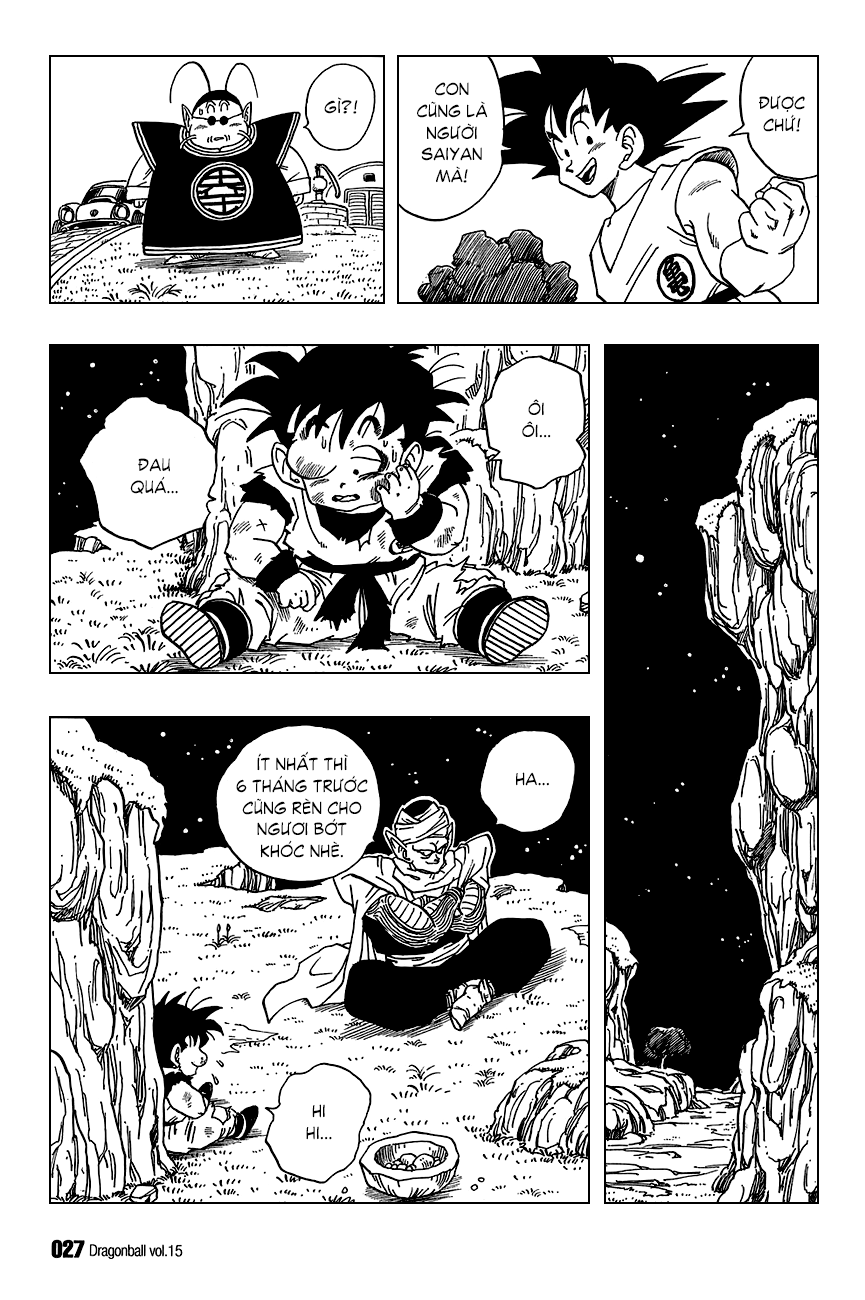 ĐƯỢC
CHỨ!
CON
CŨNG LÀ
NGƯỜI
SAIYAN
MÀ!
GÌ?!
ÔI
ÔI...
ĐAU
QUÁ...
HA...
ÍT NHẤT THÌ
6 THÁNG TRƯỚC
CŨNG RÈN CHO
NGƯƠI BỚT
KHÓC NHÈ.
HI
HI...
027 Dragonball vol.15